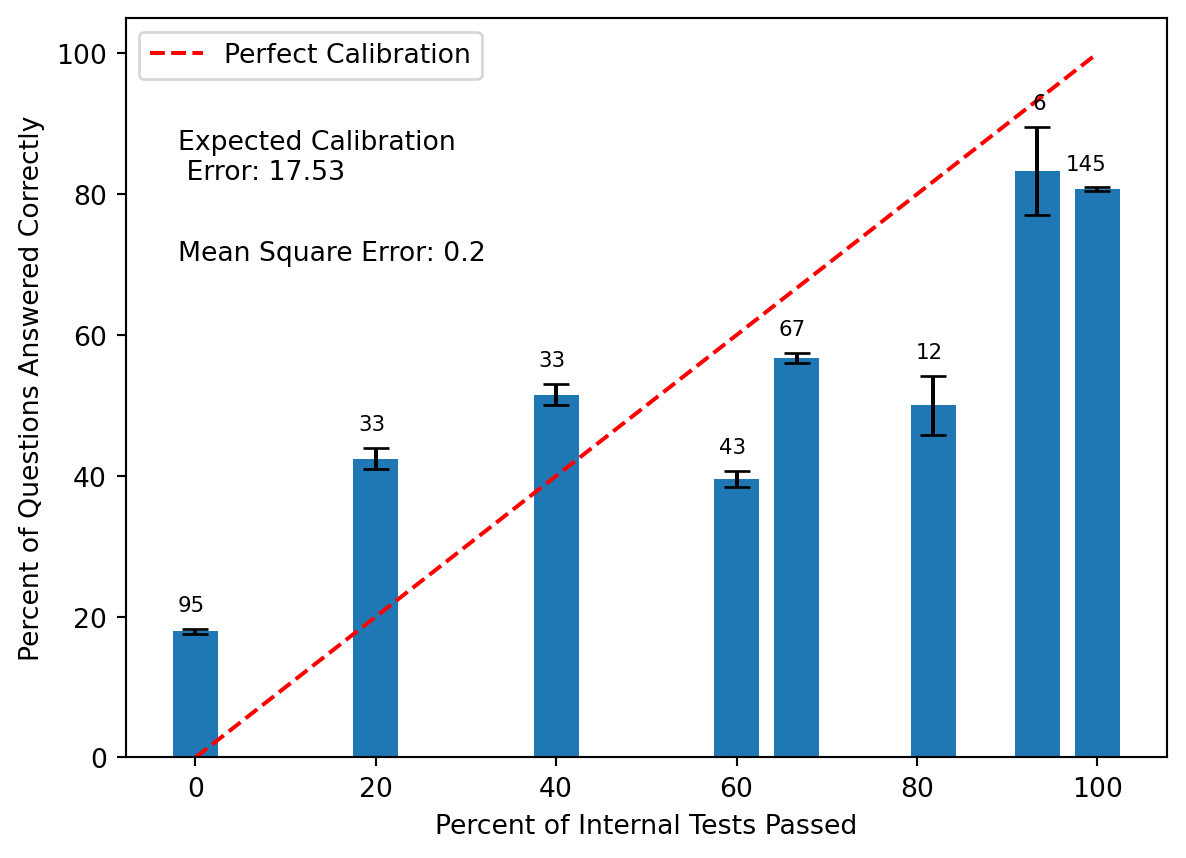 Perfect Calibration
Expected Calibration
Error: 17.53
Mean Square Error: 0.2
Percent of Questions Answered Correctly
100
80
60
40
20
0
95
33
33
43
67
12
6
145
0 20 40 60 80 100
Percent of Internal Tests Passed